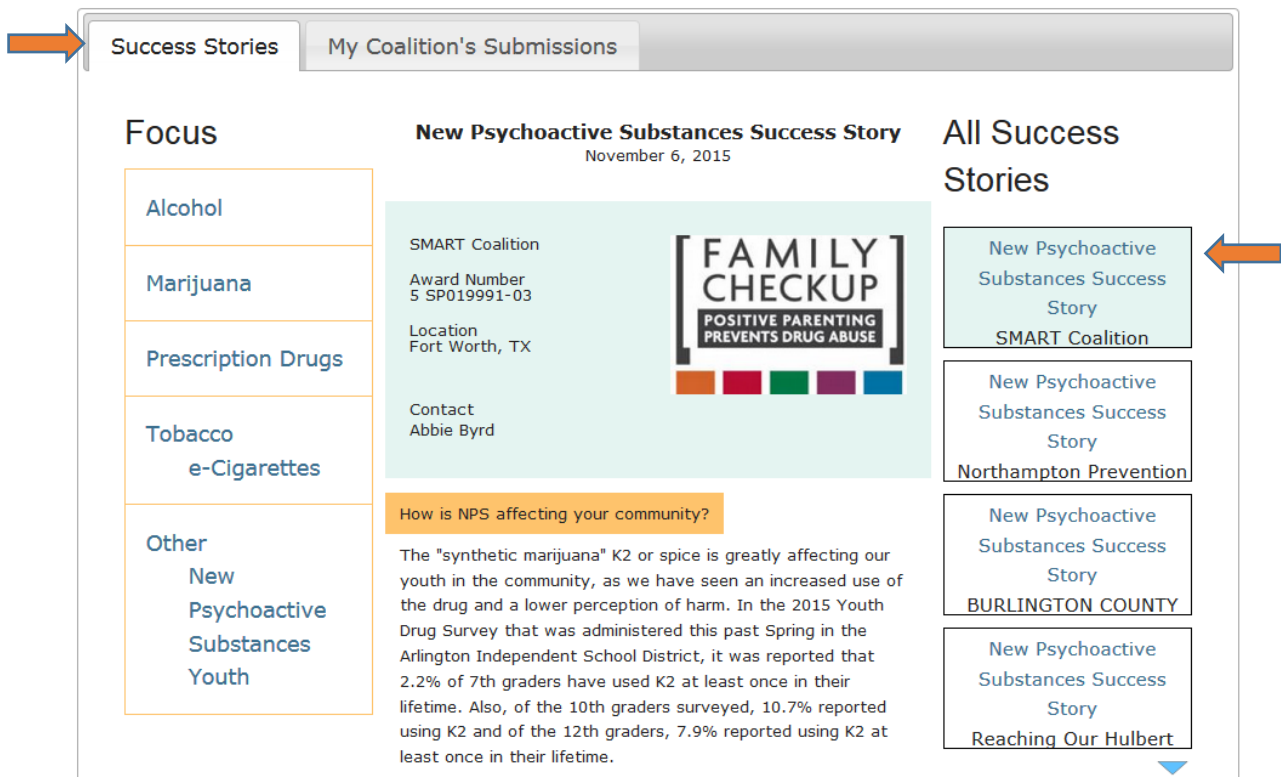 Success Stories
My Coalition's Submissions
Focus
Alcohol
Marijuana
Prescription Drugs
Tobacco
e-Cigarettes
Other
New
Psychoactive
Substances
Youth
New Psychoactive Substances Success Story
November 6, 2015
SMART Coalition
Award Number
5 SP019991-03
Location
Fort Worth, TX
Contact
Abbie Byrd
FAMILY
CHECKUP
POSITIVE PARENTING
PREVENTS DRUG ABUSE
How is NPS affecting your community?
The "synthetic marijuana" K2 or spice is greatly affecting our
youth in the community, as we have seen an increased use of
the drug and a lower perception of harm. In the 2015 Youth
Drug Survey that was administered this past Spring in the
Arlington Independent School District, it was reported that
2.2% of 7th graders have used K2 at least once in their
lifetime. Also, of the 10th graders surveyed, 10.7% reported
using K2 and of the 12th graders, 7.9% reported using K2 at
least once in their lifetime.
All Success
Stories
New Psychoactive
Substances Success
Story
SMART Coalition
New Psychoactive
Substances Success
Story
Northampton Prevention
New Psychoactive
Substances Success
Story
BURLINGTON COUNTY
New Psychoactive
Substances Success
Story
Reaching Our Hulbert